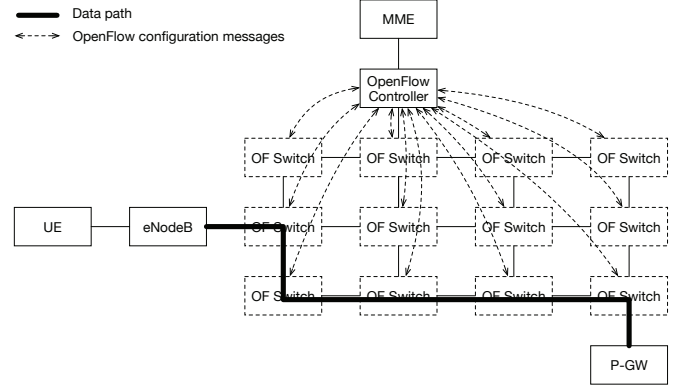 Data path
OpenFlow configuration messages
MME
OpenFlow
Controller
OF Switch
OF Switch
OF Switch
OF Switch
UE
eNodeB
OF Switch
OF Switch
OF Switch
OF Switch
OF Switch
OF Switch
OF Switch
OF Switch
P-GW